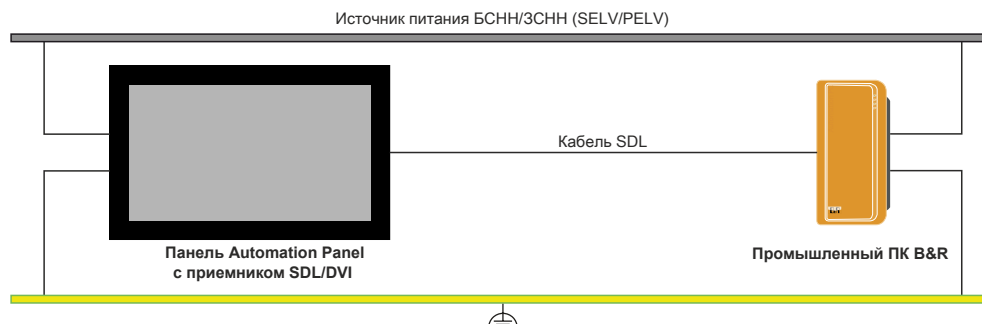 Источник питания БСНН/ЗСНН (SELV/PELV)
Кабель SDL
Панель Automation Panel
с приемником SDL/DVI
Промышленный ПК B&R